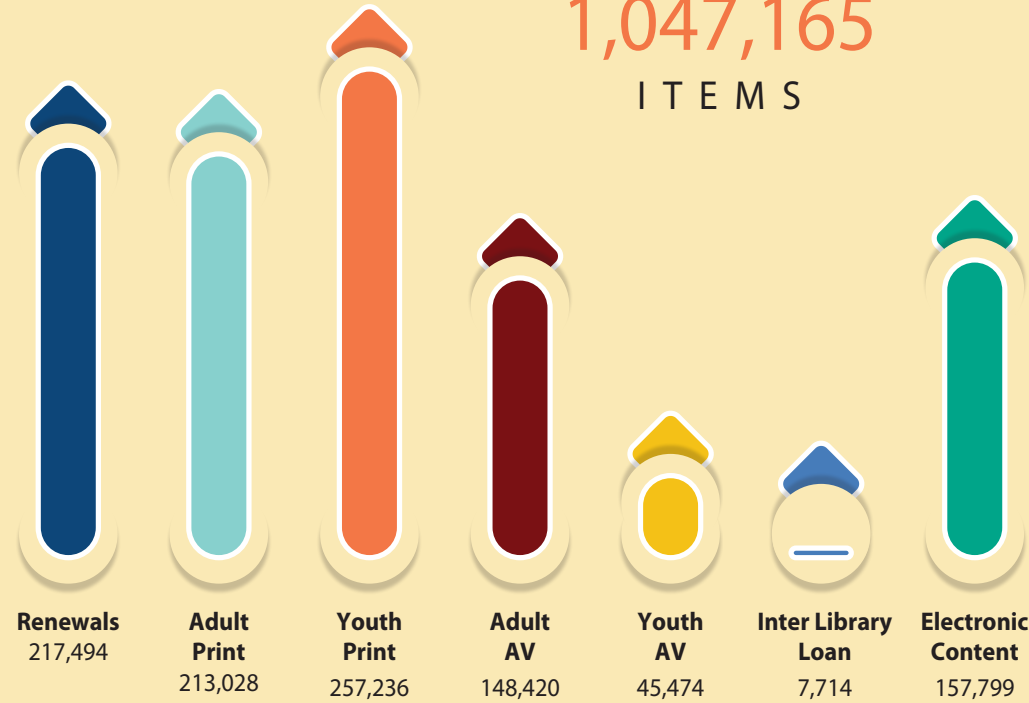 1,047,165
ITEMS
Renewals
217,494
Adult
Print
213,028
Youth
Print
257,236
Adult
AV
148,420
Youth
AV
45,474
Inter Library
Loan
7,714
Electronic
Content
157,799